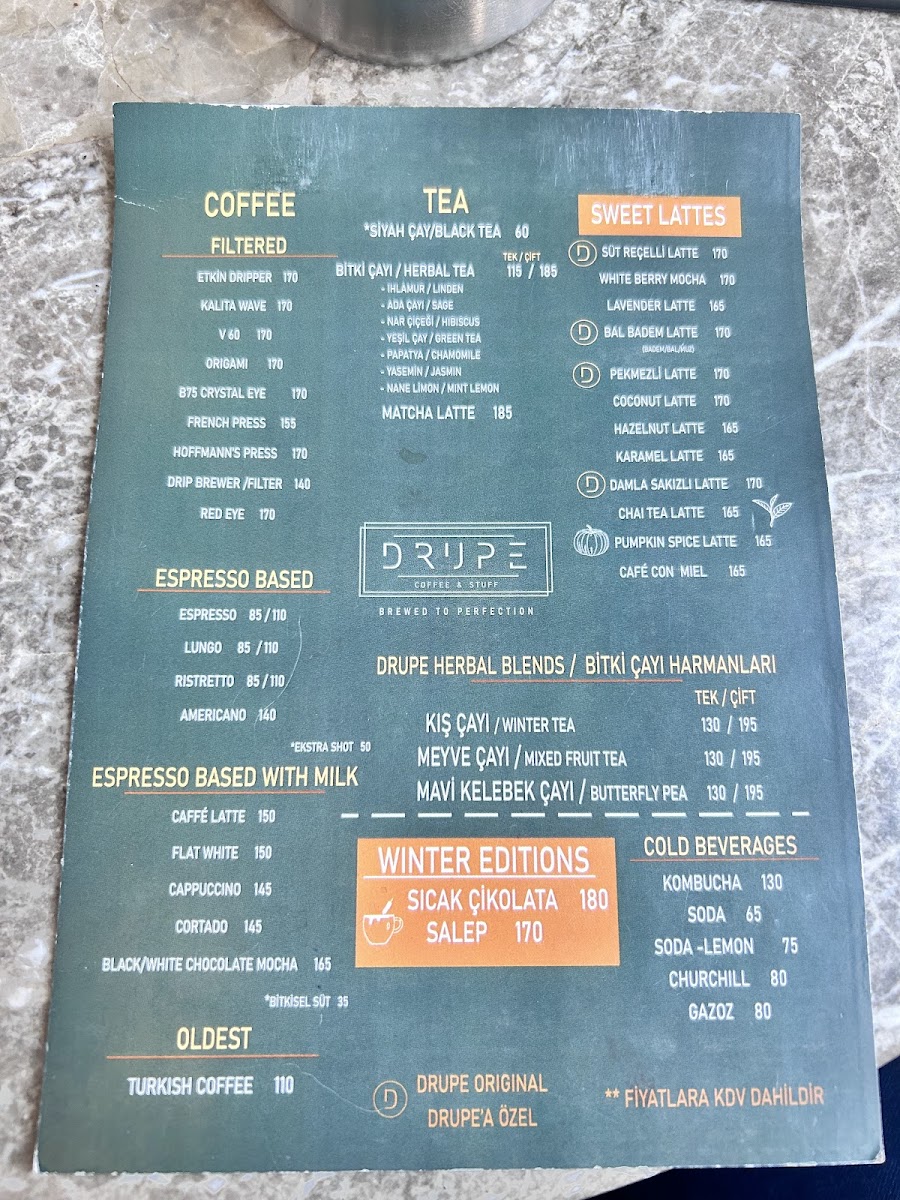 COFFEE
FILTERED
ETKİN DRIPPER 170
KALITA WAVE 170
V 60 170
ORIGAMI 170
B75 CRYSTAL EYE 170
FRENCH PRESS 155
HOFFMANN'S PRESS 170
DRIP BREWER /FILTER 140
RED EYE 170
ESPRESSO BASED
ESPRESSO 85 / 110
LUNGO 85 / 110
RISTRETTO 85 / 110
AMERICANO 140
*EKSTRA SHOT 50
ESPRESSO BASED WITH MILK
CAFFÉ LATTE 150
FLAT WHITE 150
CAPPUCCINO 145
CORTADO 145
BLACK/WHITE CHOCOLATE MOCHA 165
*BİTKİSEL SÜT 35
OLDEST
TURKISH COFFEE 110
TEA
*SİYAH ÇAY/BLACK TEA 60
TEK / ÇİFT
BİTKİ ÇAYI / HERBAL TEA 115 / 185
- IHLAMUR / LINDEN
- ADA ÇAYI / SAGE
- NAR ÇİÇEĞİ / HIBISCUS
- YEŞİL ÇAY / GREEN TEA
- PAPATYA / CHAMOMILE
- YASEMIN / JASMIN
- NANE LİMON / MINT LEMON
MATCHA LATTE 185
DRUPE
COFFEE & STUFF
BREWED TO PERFECTION
SWEET LATTES
D SÜT REÇELLİ LATTE 170
WHITE BERRY MOCHA 170
LAVENDER LATTE 165
D BAL BADEM LATTE 170
(BADEM/BAL/MUZ)
D PEKMEZLİ LATTE 170
COCONUT LATTE 170
HAZELNUT LATTE 165
KARAMEL LATTE 165
D DAMLA SAKIZLI LATTE 170
CHAI TEA LATTE 165
PUMPKIN SPICE LATTE 165
CAFÉ CON MIEL 165
DRUPE HERBAL BLENDS / BİTKİ ÇAYI HARMANLARI
TEK / ÇİFT
KIŞ ÇAYI / WINTER TEA 130 / 195
MEYVE ÇAYI / MIXED FRUIT TEA 130 / 195
MAVİ KELEBEK ÇAYI / BUTTERFLY PEA 130 / 195
WINTER EDITIONS
SICAK ÇİKOLATA 180
SALEP 170
COLD BEVERAGES
KOMBUCHA 130
SODA 65
SODA -LEMON 75
CHURCHILL 80
GAZOZ 80
D DRUPE ORIGINAL
DRUPE'A ÖZEL
** FİYATLARA KDV DAHİLDİR